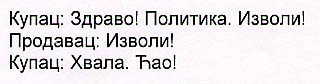 Купац: Здраво! Политика. Изволи!
Продавац: Изволи!
Купац: Хвала. Ћао!